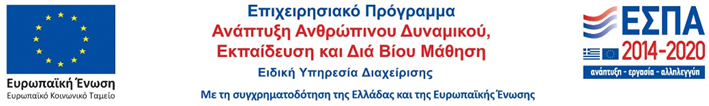 Ευρωπαϊκή Ένωση
Ευρωπαϊκό Κοινωνικό Ταμείο
Επιχειρησιακό Πρόγραμμα
Ανάπτυξη Ανθρώπινου Δυναμικού,
Εκπαίδευση και Διά Βίου Μάθηση
Ειδική Υπηρεσία Διαχείρισης
Με τη συγχρηματοδότηση της Ελλάδας και της Ευρωπαϊκής Ένωσης
ΕΣΠΑ
2014-2020
ανάπτυξη - εργασία - αλληλεγγύη